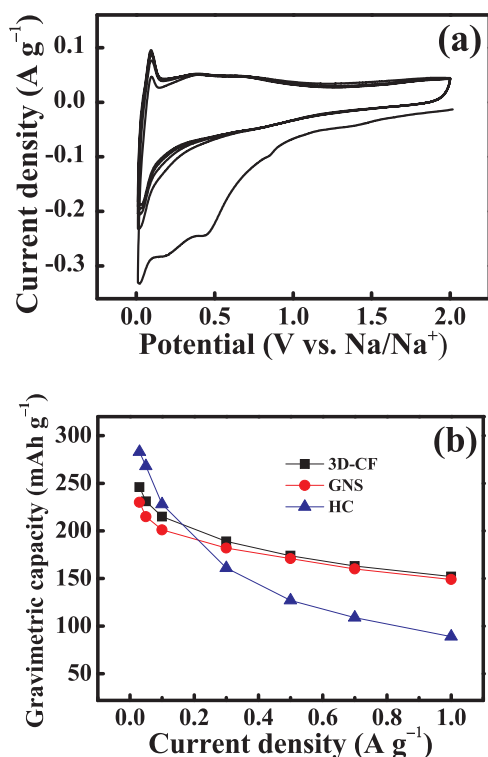 (a)
Current density (A g⁻¹)
0.1
0.0
-0.1
-0.2
-0.3
0.0 0.5 1.0 1.5 2.0
Potential (V vs. Na/Na⁺)
(b)
Gravimetric capacity (mAh g⁻¹)
300
250
200
150
100
50
3D-CF
GNS
HC
0.0 0.2 0.4 0.6 0.8 1.0
Current density (A g⁻¹)